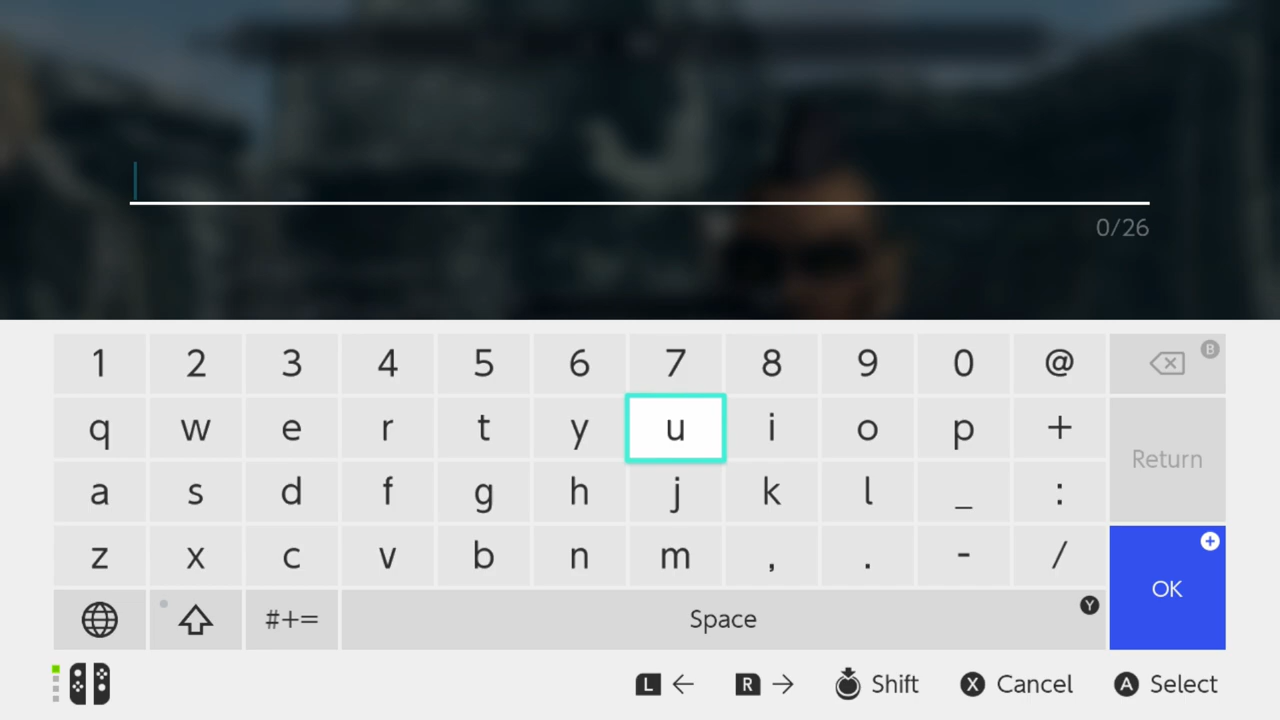 0/26
1 2 3 4 5 6 7 8 9 0 @ B
q w e r t y u i o p + Return
a s d f g h j k l _ :
z x c v b n m , . - / + OK
#+= Space Y
L ← R → Shift X Cancel A Select